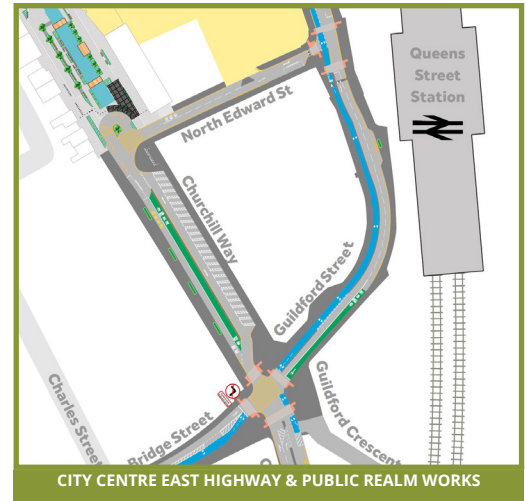 Queens
Street
Station
North Edward St
Churchill Way
Guildford Street
Charles Street
Bridge Street
Guildford Crescent
CITY CENTRE EAST HIGHWAY & PUBLIC REALM WORKS